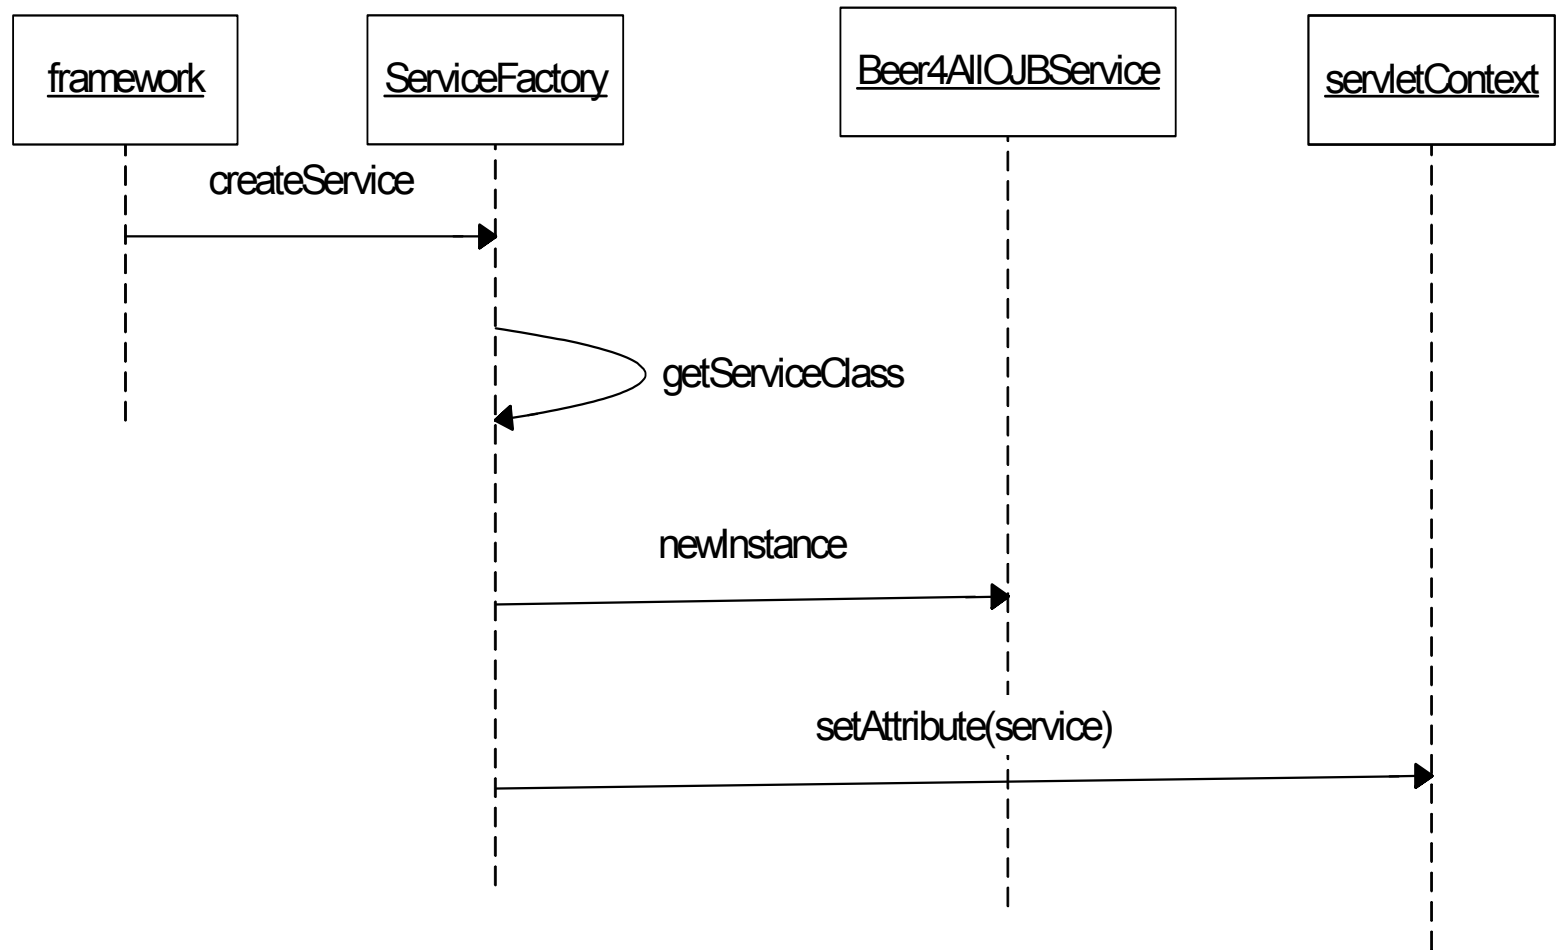 framework
ServiceFactory
Beer4AllOJBService
servletContext
createService
getServiceClass
newInstance
setAttribute(service)